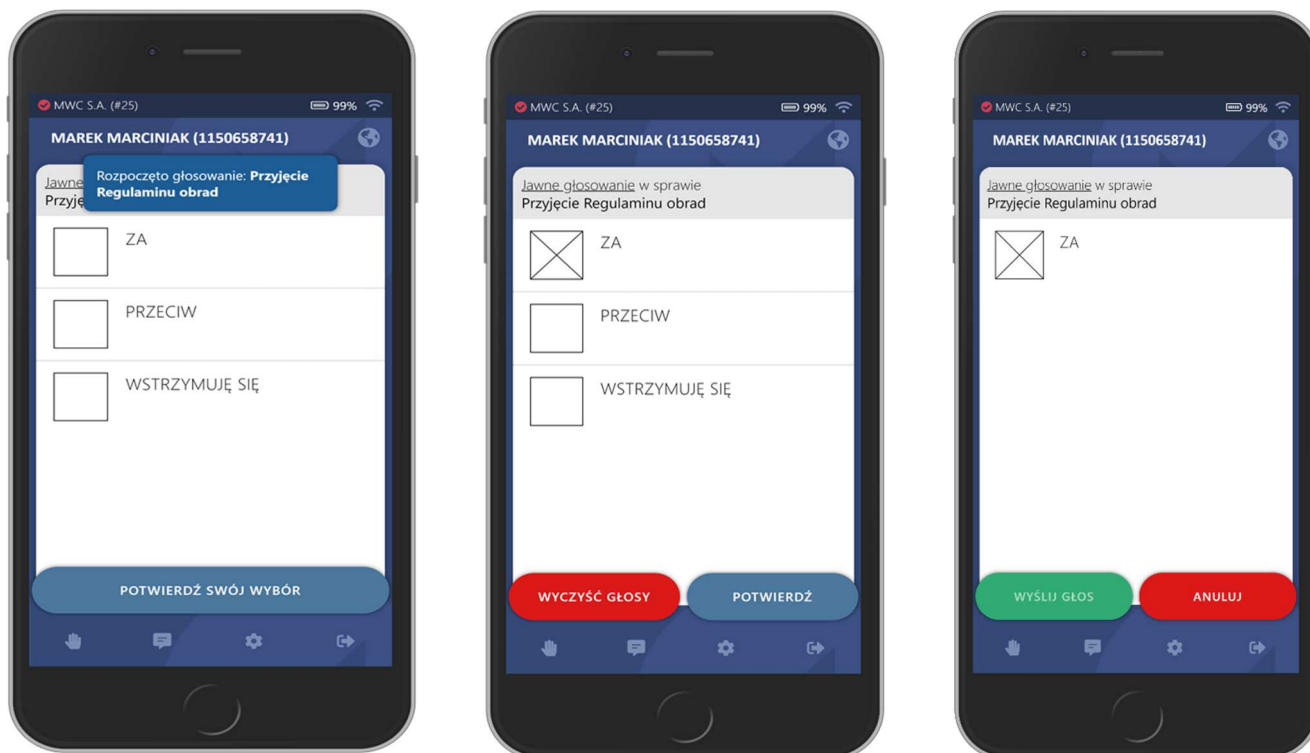 MWC S.A. (#25) 99%
MAREK MARCINIAK (1150658741)
Rozpoczęto głosowanie: Przyjęcie
Regulaminu obrad
Jawne
Przyję
ZA
PRZECIW
WSTRZYMUJĘ SIĘ
POTWIERDŹ SWÓJ WYBÓR
MWC S.A. (#25) 99%
MAREK MARCINIAK (1150658741)
Jawne głosowanie w sprawie
Przyjęcie Regulaminu obrad
ZA
PRZECIW
WSTRZYMUJĘ SIĘ
WYCZYŚĆ GŁOSY POTWIERDŹ
MWC S.A. (#25) 99%
MAREK MARCINIAK (1150658741)
Jawne głosowanie w sprawie
Przyjęcie Regulaminu obrad
ZA
WYŚLIJ GŁOS ANULUJ